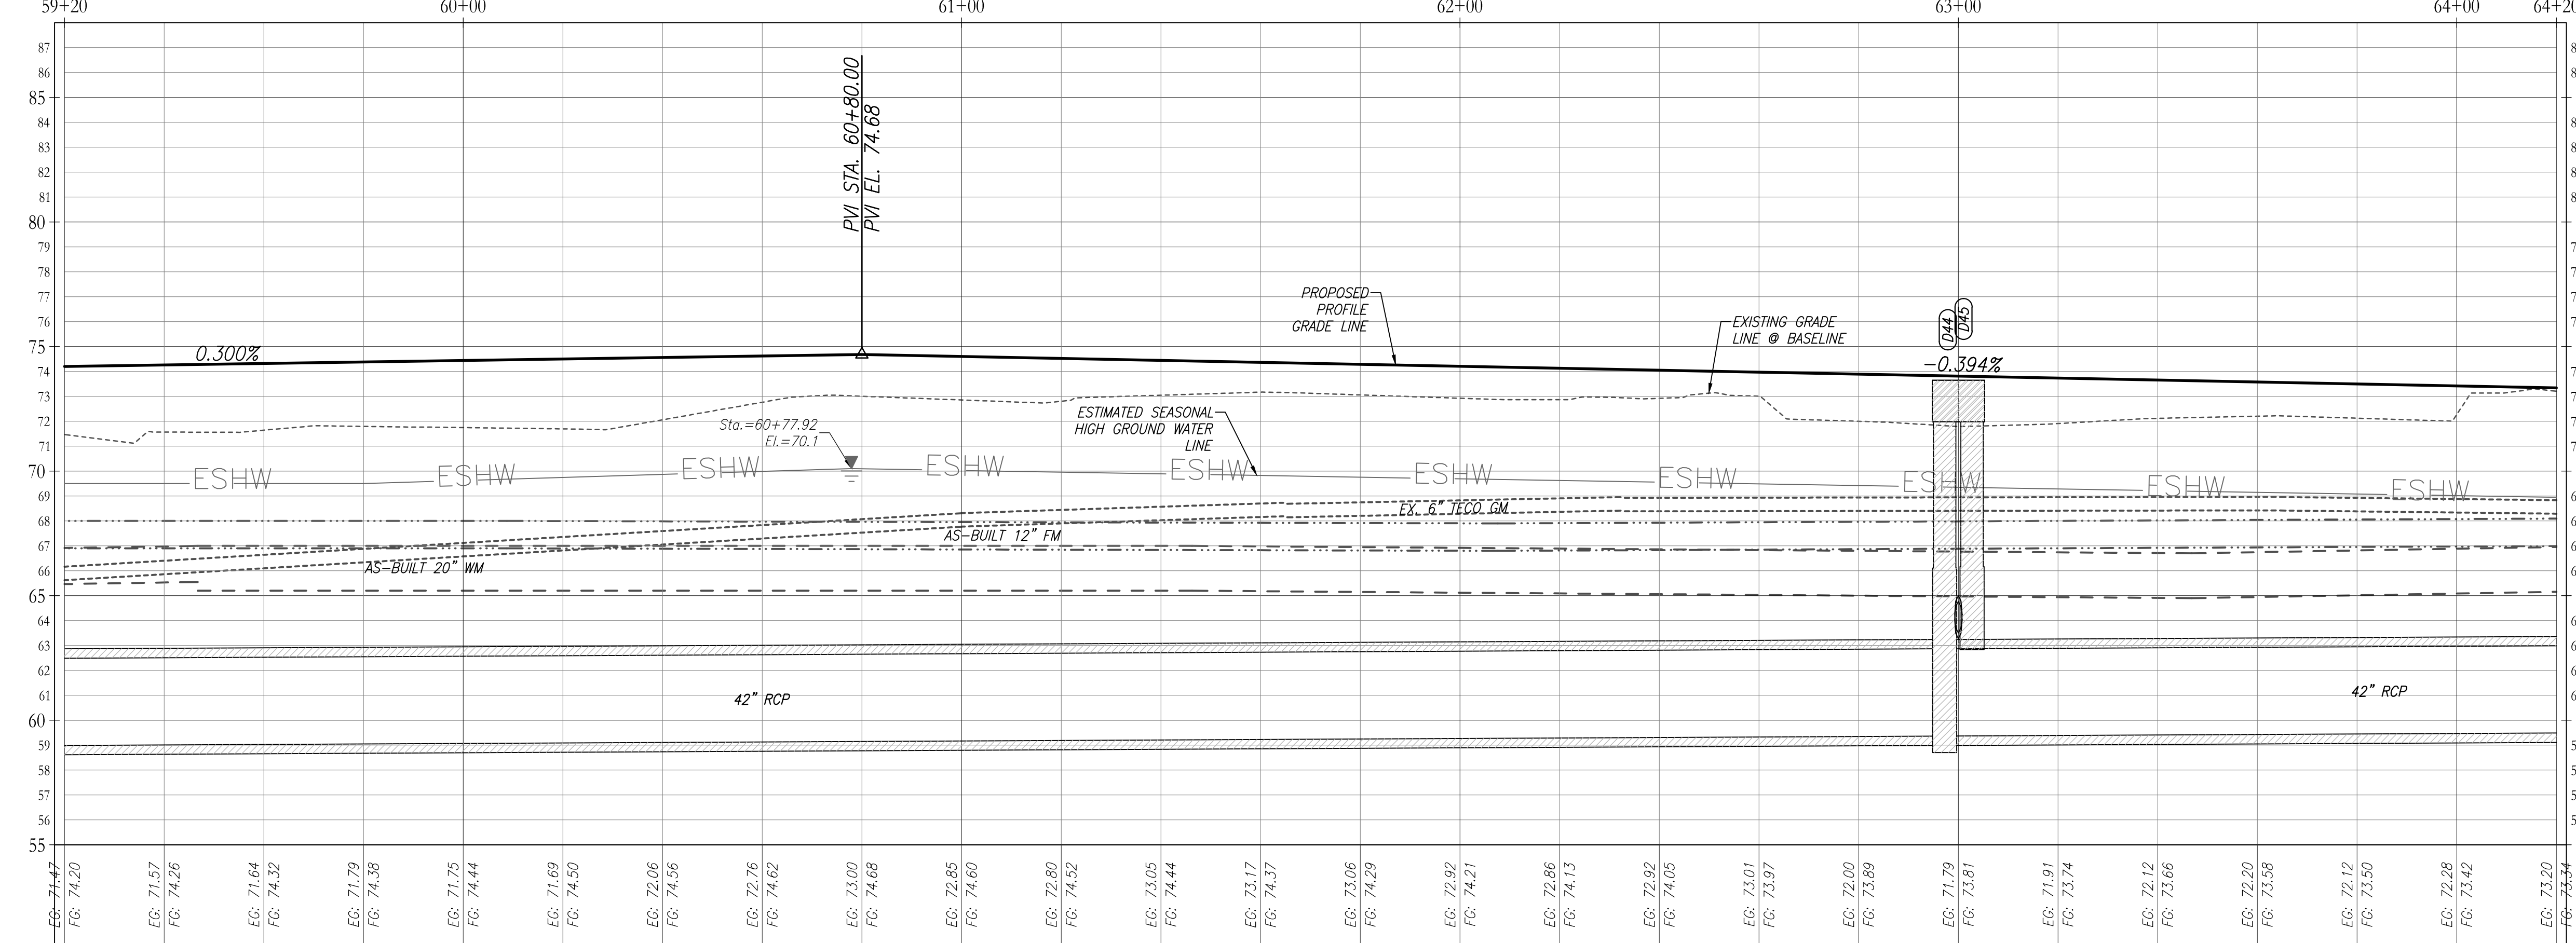 59+20 60+00 61+00 62+00 63+00 64+00 64+20
87
86
85
84
83
82
81
80
79
78
77
76
75
74
73
72
71
70
69
68
67
66
65
64
63
62
61
60
59
58
57
56
55
PVI STA. 60+80.00
PVI EL. 74.68
0.300%
PROPOSED
PROFILE
GRADE LINE
EXISTING GRADE
LINE @ BASELINE
D44
D45
-0.394%
Sta.=60+77.92
El.=70.1
ESTIMATED SEASONAL
HIGH GROUND WATER
LINE
ESHW ESHW ESHW ESHW ESHW ESHW ESHW ESHW ESHW ESHW
EX. 6" TECO GM
AS-BUILT 12" FM
AS-BUILT 20" WM
42" RCP
42" RCP
EG: 71.47
FG: 74.20
EG: 71.57
FG: 74.26
EG: 71.64
FG: 74.32
EG: 71.79
FG: 74.38
EG: 71.75
FG: 74.44
EG: 71.69
FG: 74.50
EG: 72.06
FG: 74.56
EG: 72.76
FG: 74.62
EG: 73.00
FG: 74.68
EG: 72.85
FG: 74.60
EG: 72.80
FG: 74.52
EG: 73.05
FG: 74.44
EG: 73.17
FG: 74.37
EG: 73.06
FG: 74.29
EG: 72.92
FG: 74.21
EG: 72.86
FG: 74.13
EG: 72.92
FG: 74.05
EG: 73.01
FG: 73.97
EG: 72.00
FG: 73.89
EG: 71.79
FG: 73.81
EG: 71.91
FG: 73.74
EG: 72.12
FG: 73.66
EG: 72.20
FG: 73.58
EG: 72.12
FG: 73.50
EG: 72.28
FG: 73.42
EG: 73.20
FG: 73.34